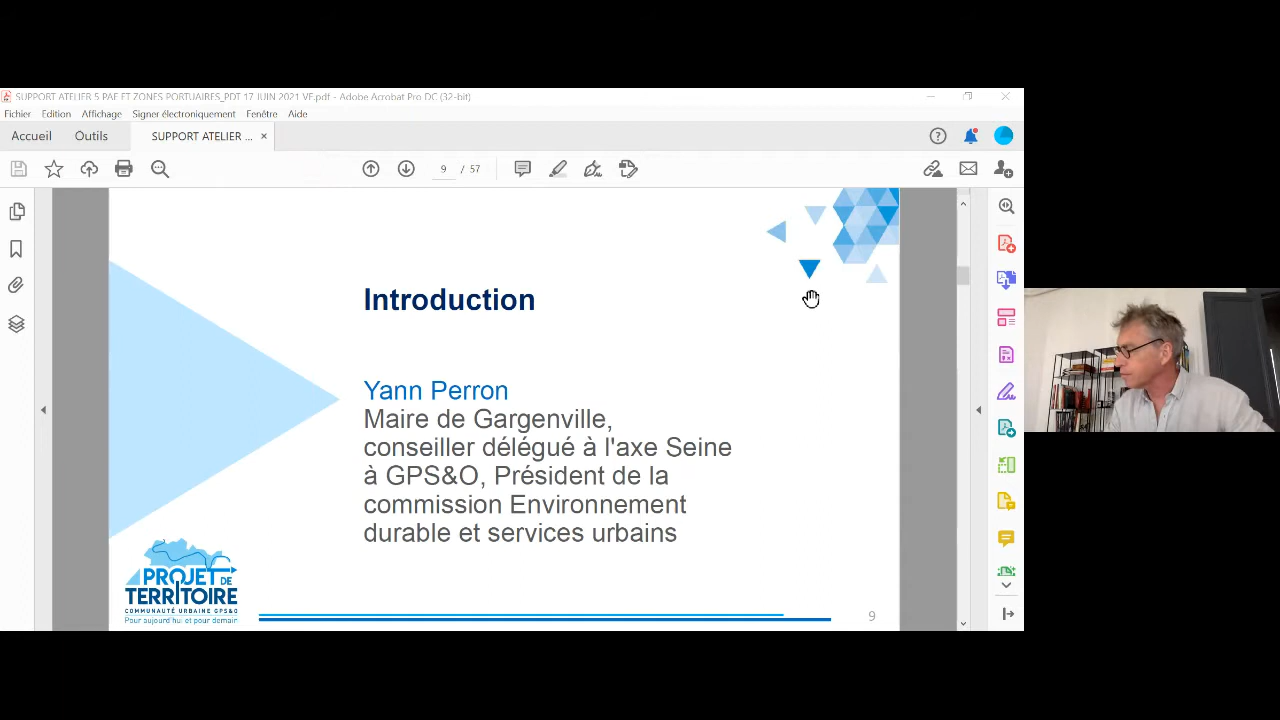 SUPPORT ATELIER 5 PAE ET ZONES PORTUAIRES_PDT 17 JUIN 2021 VF.pdf - Adobe Acrobat Pro DC (32-bit)
Fichier Edition Affichage Signer électroniquement Fenêtre Aide
Accueil Outils SUPPORT ATELIER ... ×
9 / 57
Introduction
Yann Perron
Maire de Gargenville,
conseiller délégué à l'axe Seine
à GPS&O, Président de la
commission Environnement
durable et services urbains
PROJET DE
TERRITOIRE
COMMUNAUTÉ URBAINE GPS&O
Pour aujourd'hui et pour demain
9